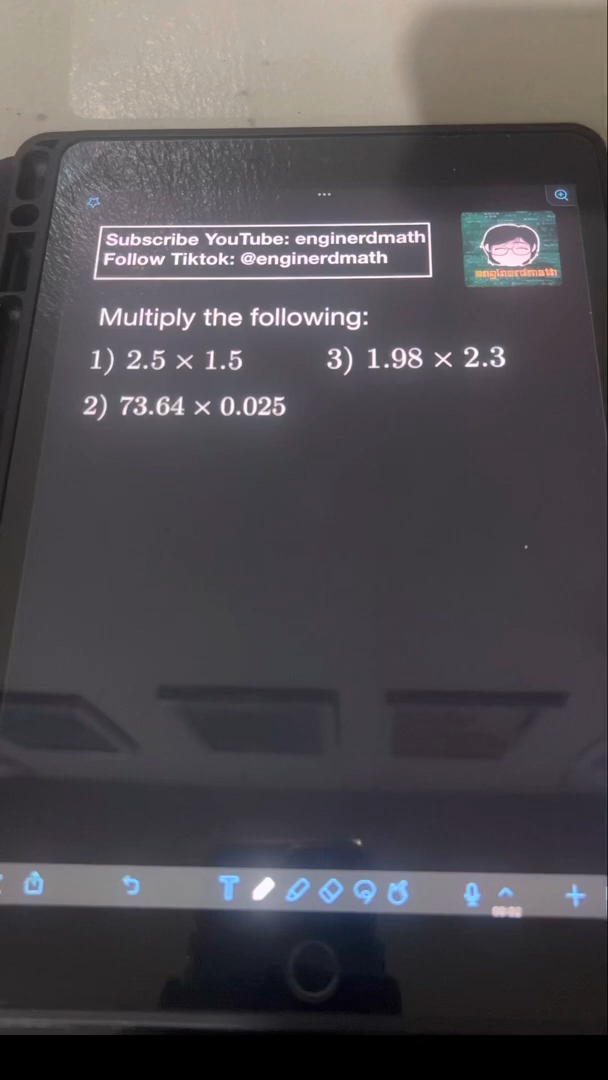 Subscribe YouTube: enginerdmath
Follow Tiktok: @enginerdmath
enginerdmath
Multiply the following:
1) 2.5 × 1.5
3) 1.98 × 2.3
2) 73.64 × 0.025
T